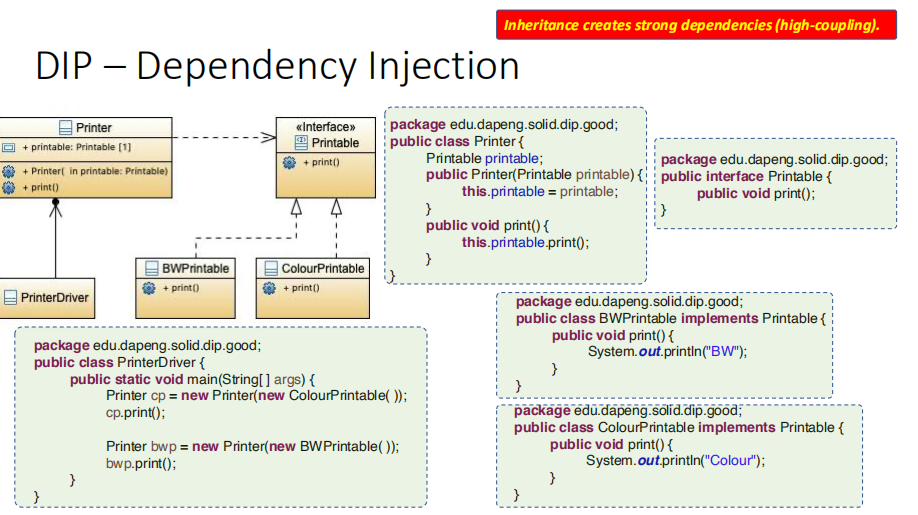 Inheritance creates strong dependencies (high-coupling).
DIP – Dependency Injection
Printer
+ printable: Printable [1]
+ Printer( in printable: Printable)
+ print()
«Interface»
Printable
+ print()
BWPrintable
+ print()
ColourPrintable
+ print()
PrinterDriver
package edu.dapeng.solid.dip.good;
public class Printer {
Printable printable;
public Printer(Printable printable) {
this.printable = printable;
}
public void print() {
this.printable.print();
}
}
package edu.dapeng.solid.dip.good;
public interface Printable {
public void print();
}
package edu.dapeng.solid.dip.good;
public class BWPrintable implements Printable {
public void print() {
System.out.println("BW");
}
}
package edu.dapeng.solid.dip.good;
public class PrinterDriver {
public static void main(String[ ] args) {
Printer cp = new Printer(new ColourPrintable( ));
cp.print();
Printer bwp = new Printer(new BWPrintable( ));
bwp.print();
}
}
package edu.dapeng.solid.dip.good;
public class ColourPrintable implements Printable {
public void print() {
System.out.println("Colour");
}
}